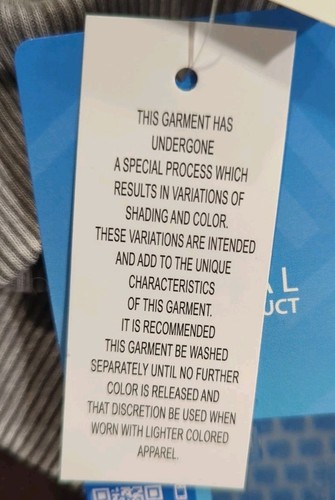 THIS GARMENT HAS
UNDERGONE
A SPECIAL PROCESS WHICH
RESULTS IN VARIATIONS OF
SHADING AND COLOR.
THESE VARIATIONS ARE INTENDED
AND ADD TO THE UNIQUE
CHARACTERISTICS
OF THIS GARMENT.
IT IS RECOMMENDED
THIS GARMENT BE WASHED
SEPARATELY UNTIL NO FURTHER
COLOR IS RELEASED AND
THAT DISCRETION BE USED WHEN
WORN WITH LIGHTER COLORED
APPAREL.